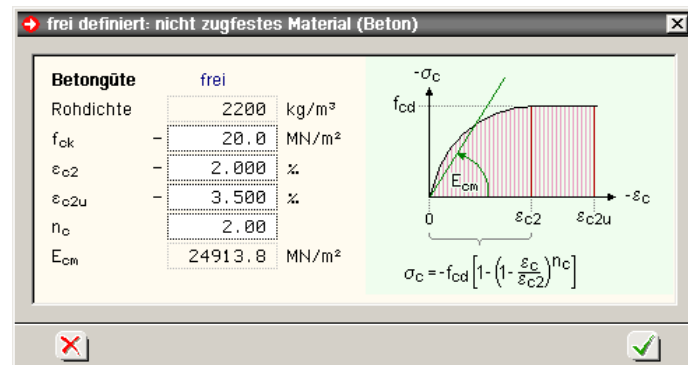 frei definiert: nicht zugfestes Material (Beton)
Betongüte frei
Rohdichte 2200 kg/m³
fck - 20.0 MN/m²
εc2 - 2.000 ‰
εc2u - 3.500 ‰
nc 2.00
Ecm 24913.8 MN/m²
-σc
fcd
Ecm
-εc
0 εc2 εc2u
σc = -fcd [1-(1-εc/εc2)^nc]